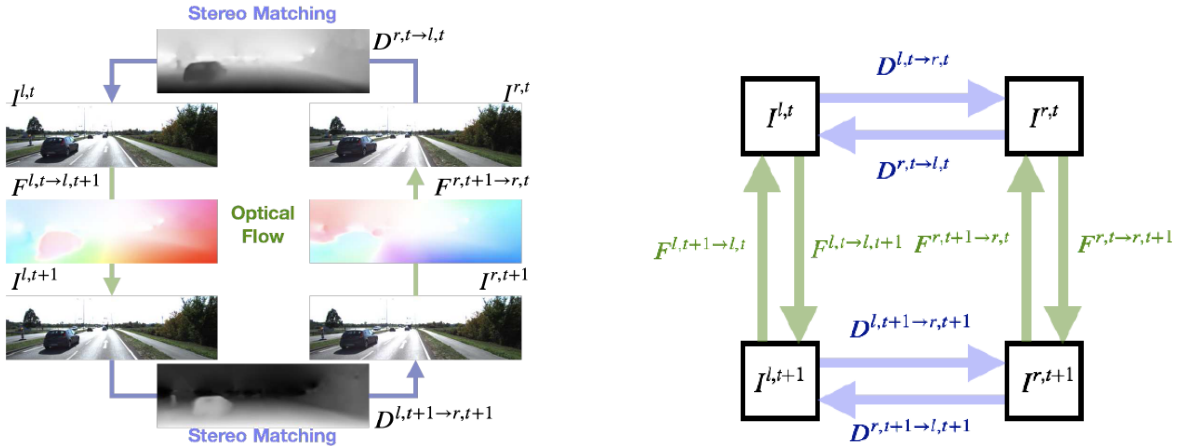 Stereo Matching
D^{r,t→l,t}
I^{l,t}
I^{r,t}
F^{l,t→l,t+1}
F^{r,t+1→r,t}
Optical
Flow
I^{l,t+1}
I^{r,t+1}
D^{l,t+1→r,t+1}
Stereo Matching
D^{l,t→r,t}
I^{l,t}
I^{r,t}
D^{r,t→l,t}
F^{l,t+1→l,t}
F^{l,t→l,t+1}
F^{r,t+1→r,t}
F^{r,t→r,t+1}
D^{l,t+1→r,t+1}
I^{l,t+1}
I^{r,t+1}
D^{r,t+1→l,t+1}